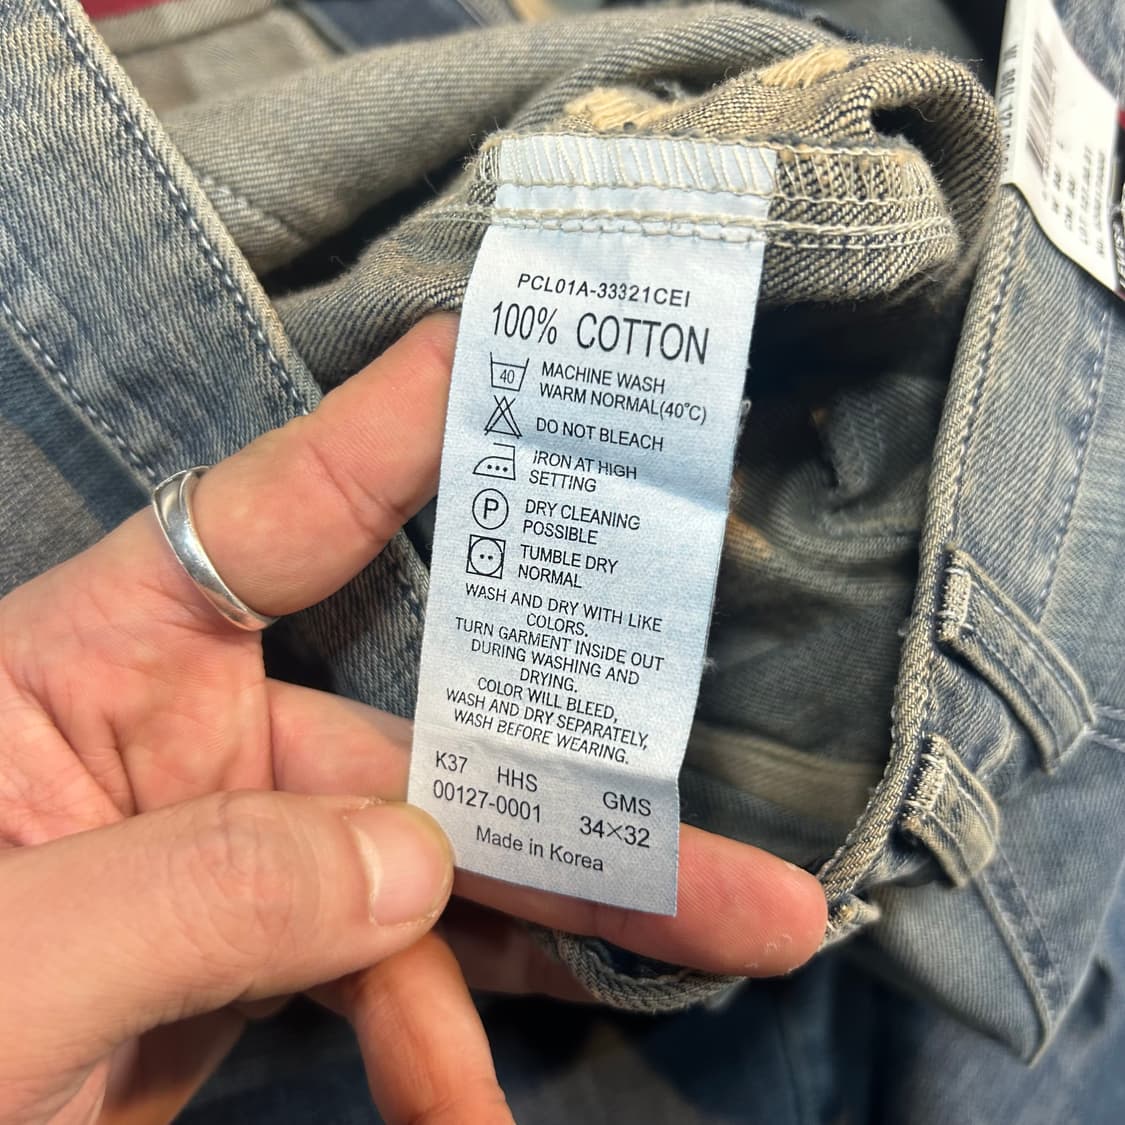 PCL01A-33321CEI
100% COTTON
40
MACHINE WASH
WARM NORMAL(40°C)
DO NOT BLEACH
IRON AT HIGH
SETTING
P
DRY CLEANING
POSSIBLE
TUMBLE DRY
NORMAL
WASH AND DRY WITH LIKE
COLORS.
TURN GARMENT INSIDE OUT
DURING WASHING AND
DRYING.
COLOR WILL BLEED,
WASH AND DRY SEPARATELY,
WASH BEFORE WEARING.
K37 HHS GMS
00127-0001 34×32
Made in Korea